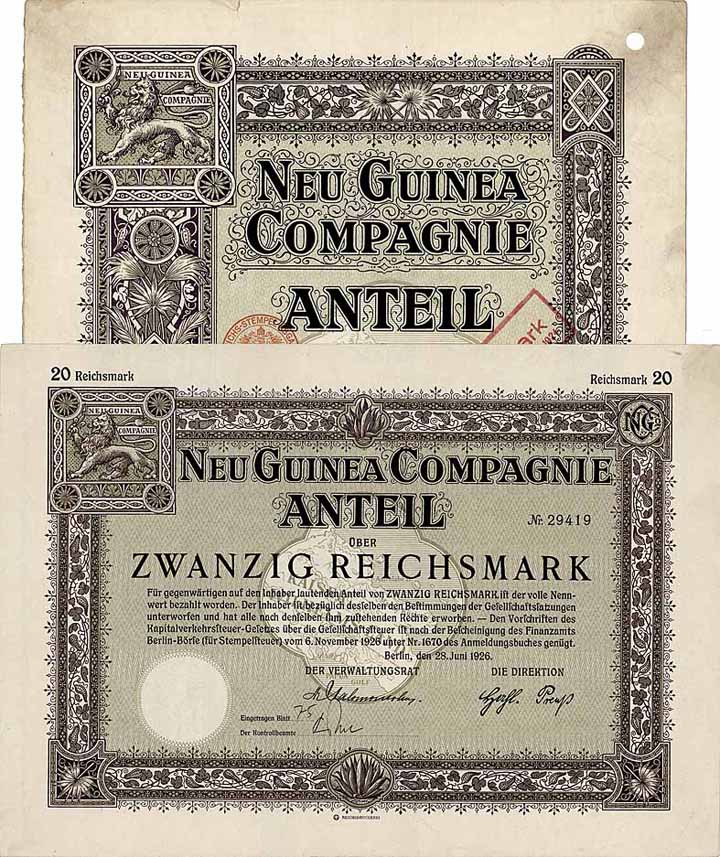 NEU GUINEA
COMPAGNIE
NEU GUINEA
COMPAGNIE
ANTEIL
20 Reichsmark
Reichsmark 20
NEU GUINEA
COMPAGNIE
NGC
NEU GUINEA COMPAGNIE
ANTEIL
No. 29419
ÜBER
ZWANZIG REICHSMARK
Für gegenwärtigen auf den Inhaber lautenden Anteil von ZWANZIG REICHSMARK ist der volle Nenn-
wert bezahlt worden. Der Inhaber ist bezüglich desselben den Bestimmungen der Gesellschaftssatzungen
unterworfen und hat alle nach denselben ihm zustehenden Rechte erworben. — Den Vorschriften des
Kapitalverkehrsteuer-Gesetzes über die Gesellschaftsteuer ist nach der Bescheinigung des Finanzamts
Berlin-Börse (für Stempelsteuer) vom 6. November 1926 unter Nr. 1670 des Anmeldungsbuches genügt.
Berlin, den 28. Juni 1926.
DER VERWALTUNGSRAT DIE DIREKTION
GOLF
Eingetragen Blatt 75
Der Kontrollbeamte
REICHSDRUCKEREI